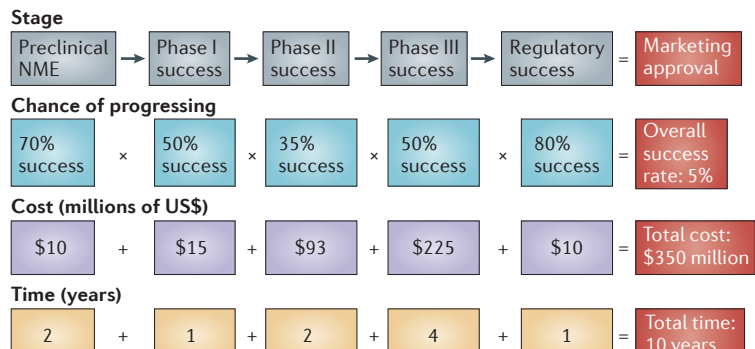 Stage
Preclinical NME → Phase I success → Phase II success → Phase III success → Regulatory success = Marketing approval
Chance of progressing
70% success × 50% success × 35% success × 50% success × 80% success = Overall success rate: 5%
Cost (millions of US$)
$10 + $15 + $93 + $225 + $10 = Total cost: $350 million
Time (years)
2 + 1 + 2 + 4 + 1 = Total time: 10 years